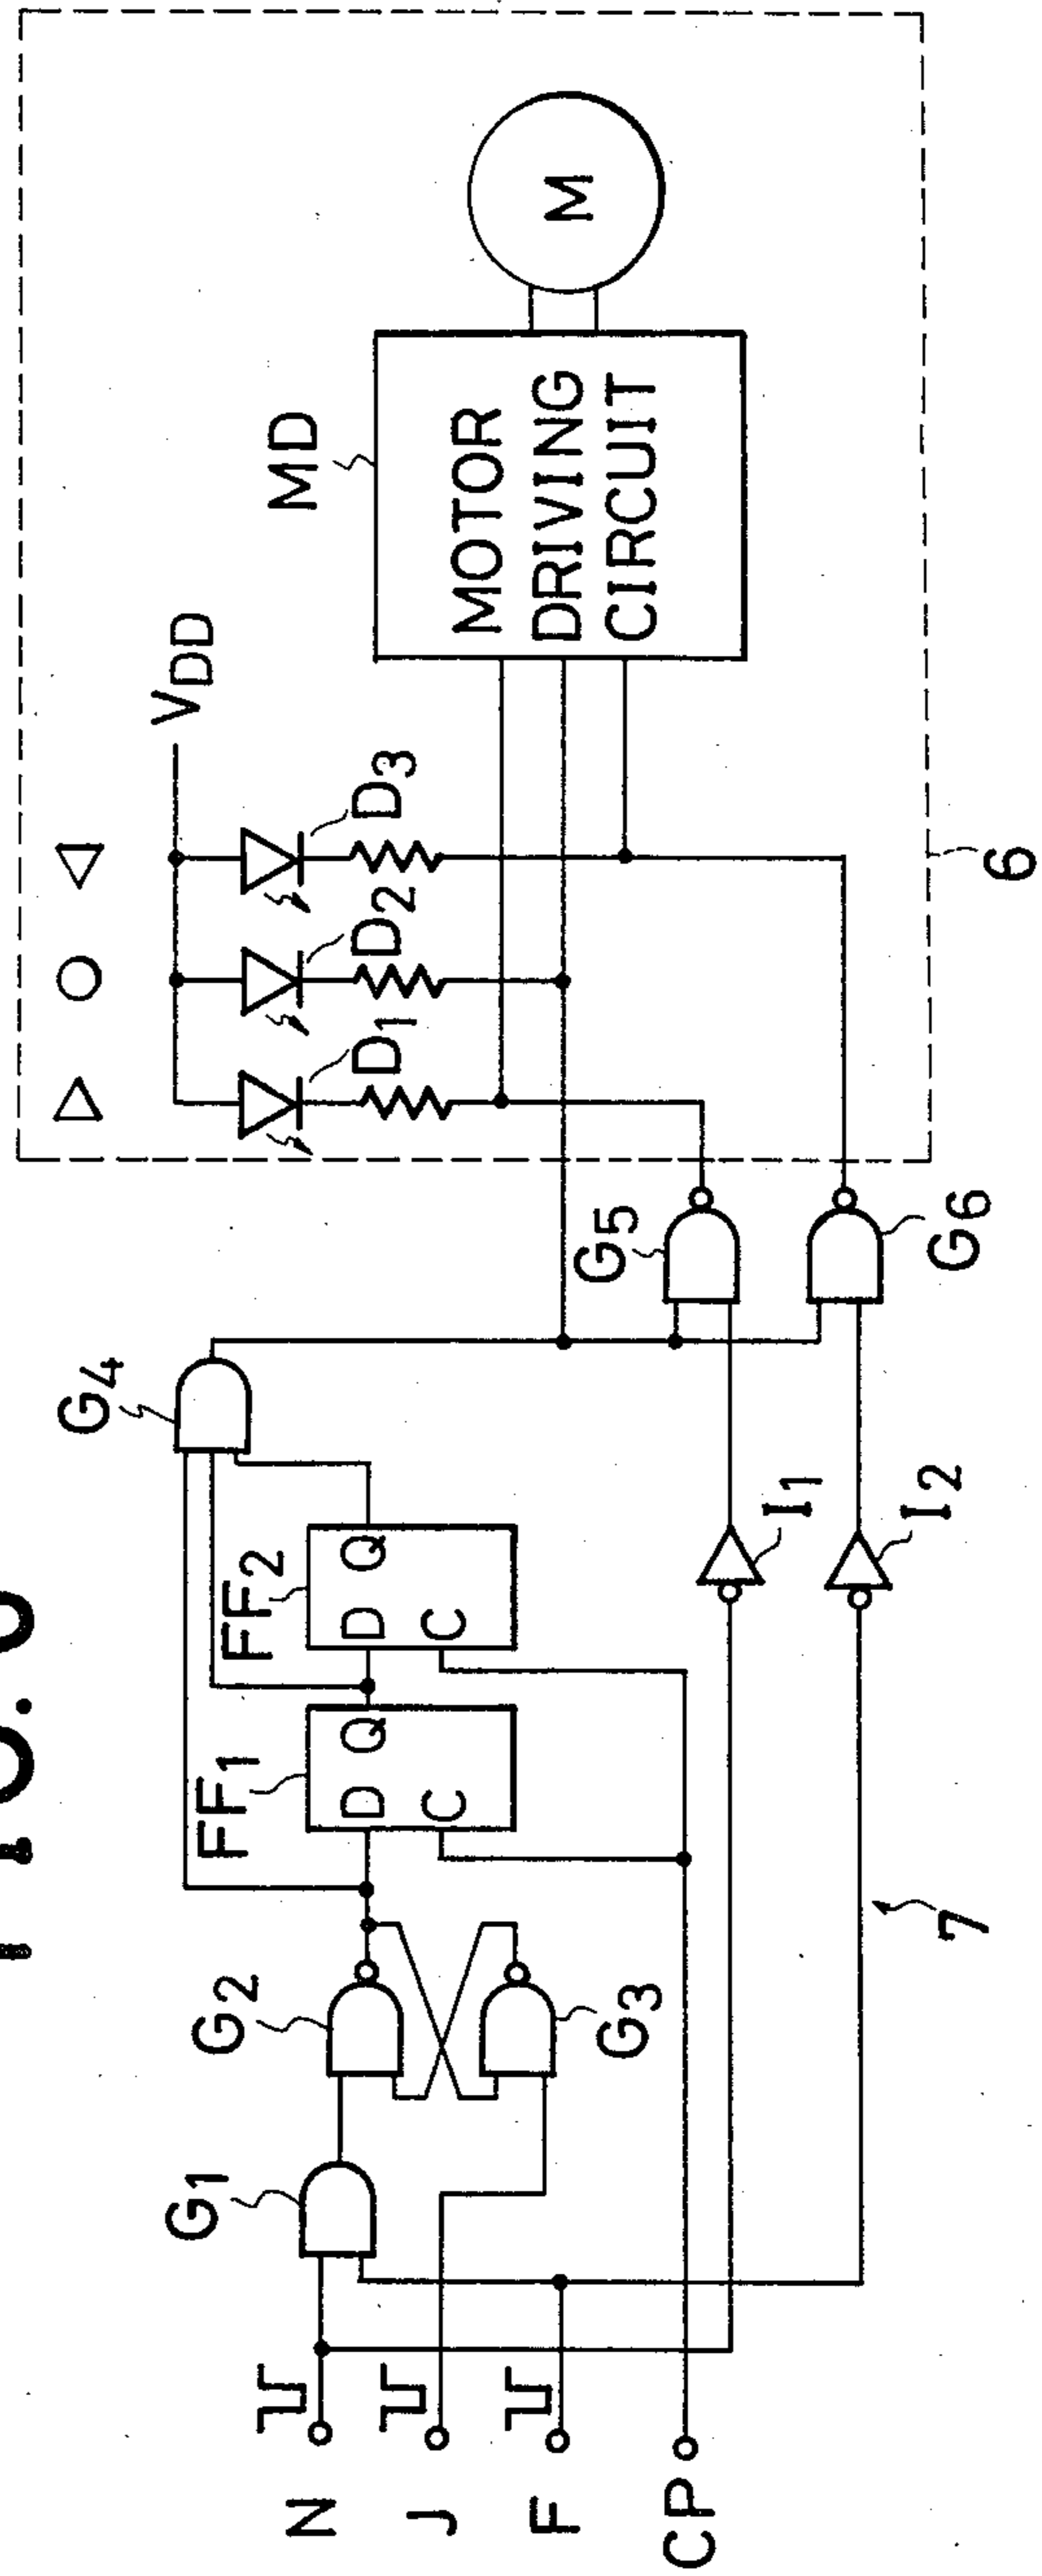 MD
M
MOTOR
DRIVING
CIRCUIT
VDD
D1
D2
D3
6
G4
G5
G6
FF1
D Q
C
FF2
D Q
C
I1
I2
G1
G2
G3
7
N
J
F
CP